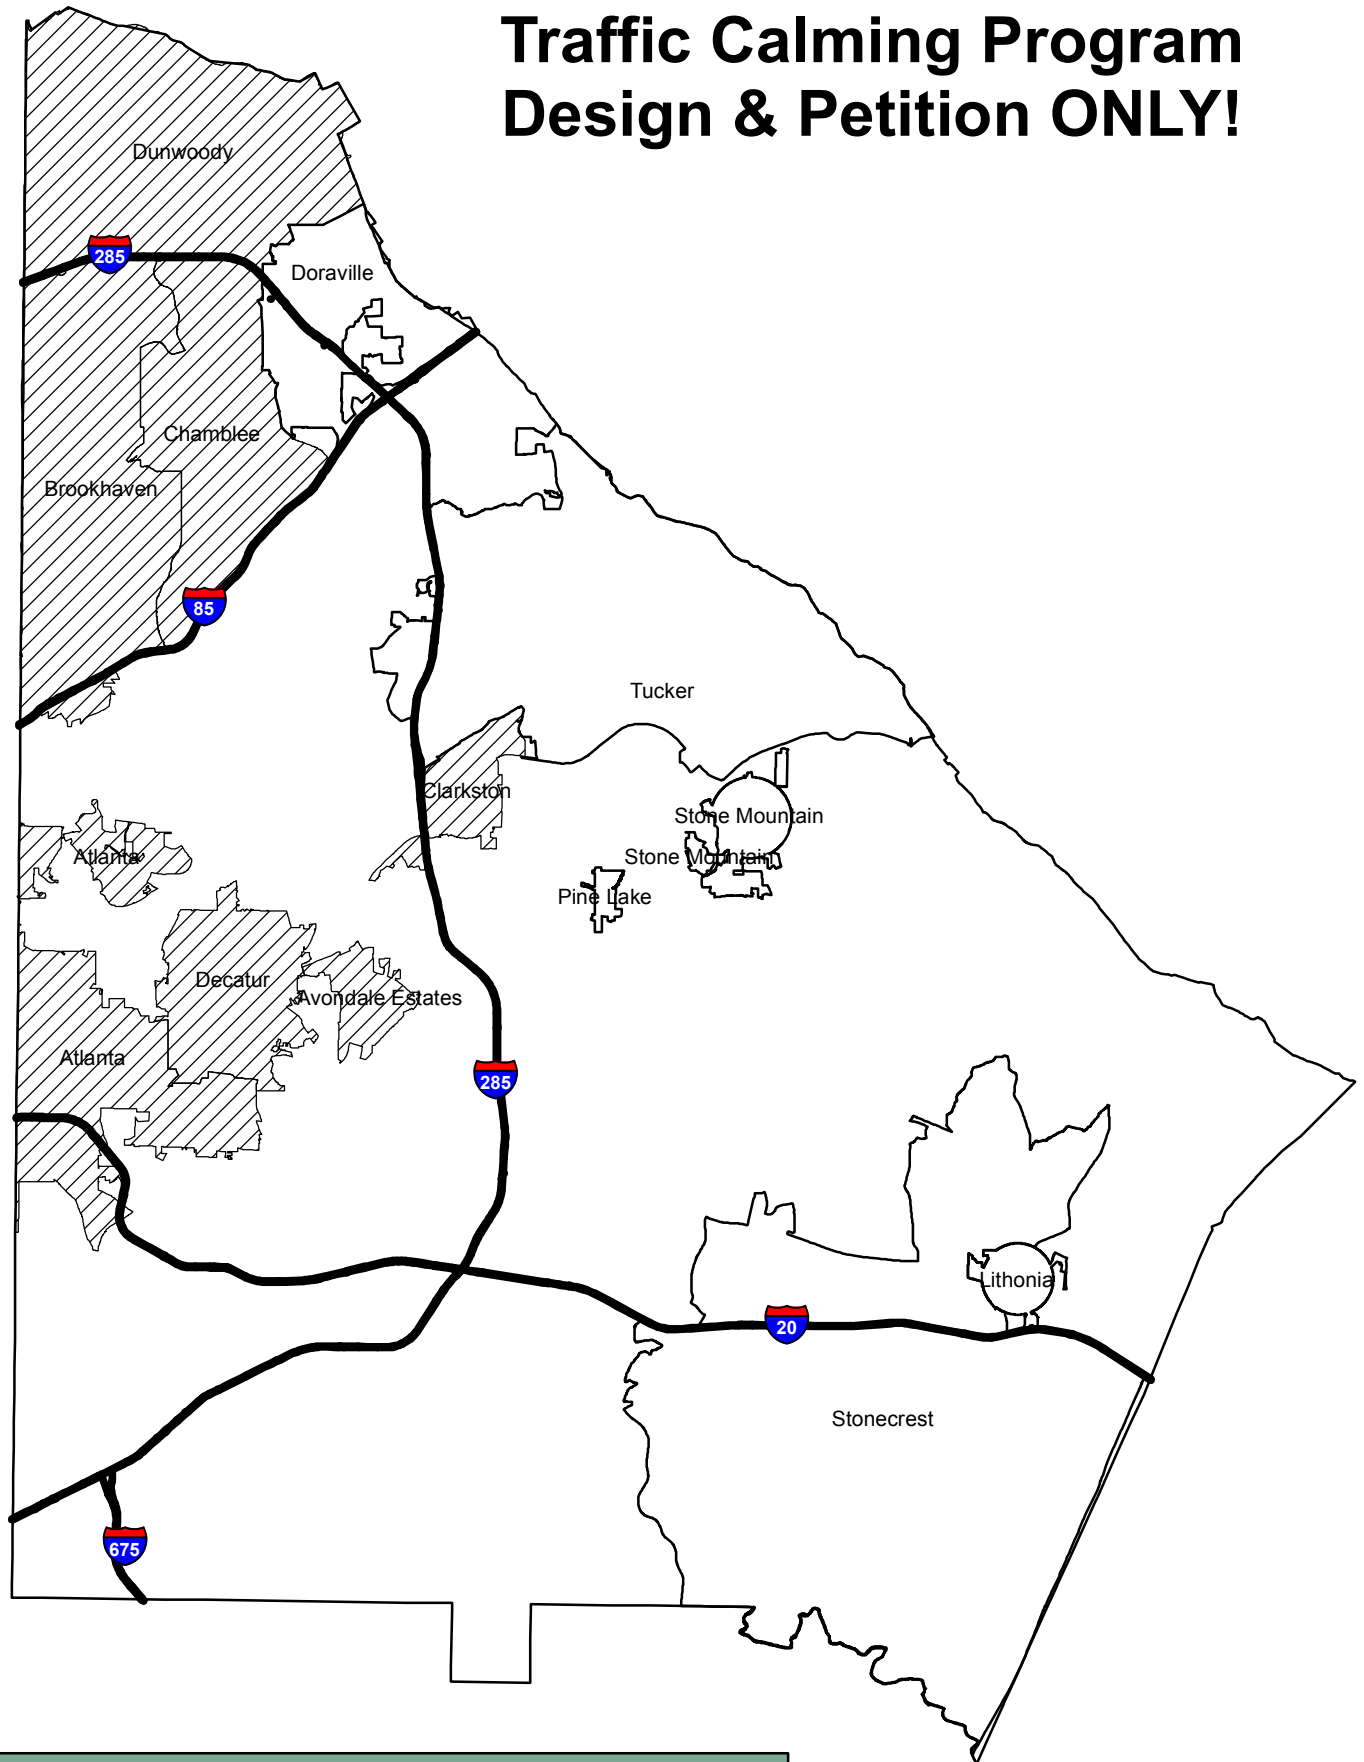 Traffic Calming Program
Design & Petition ONLY!
Dunwoody
285
Doraville
Chamblee
Brookhaven
85
Tucker
Clarkston
Stone Mountain
Atlanta
Stone Mountain
Pine Lake
Decatur
Avondale Estates
Atlanta
285
Lithonia
20
Stonecrest
675